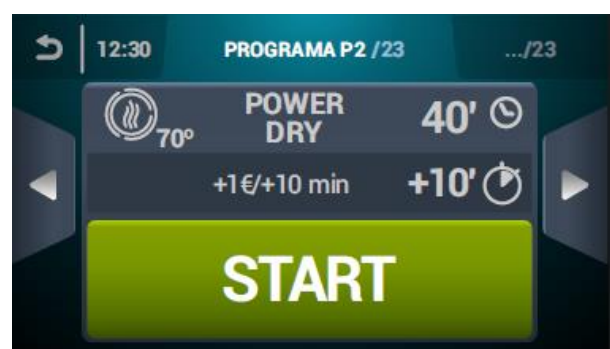 12:30 PROGRAMA P2 /23 .../23
70º POWER DRY 40'
+1€/+10 min +10'
START